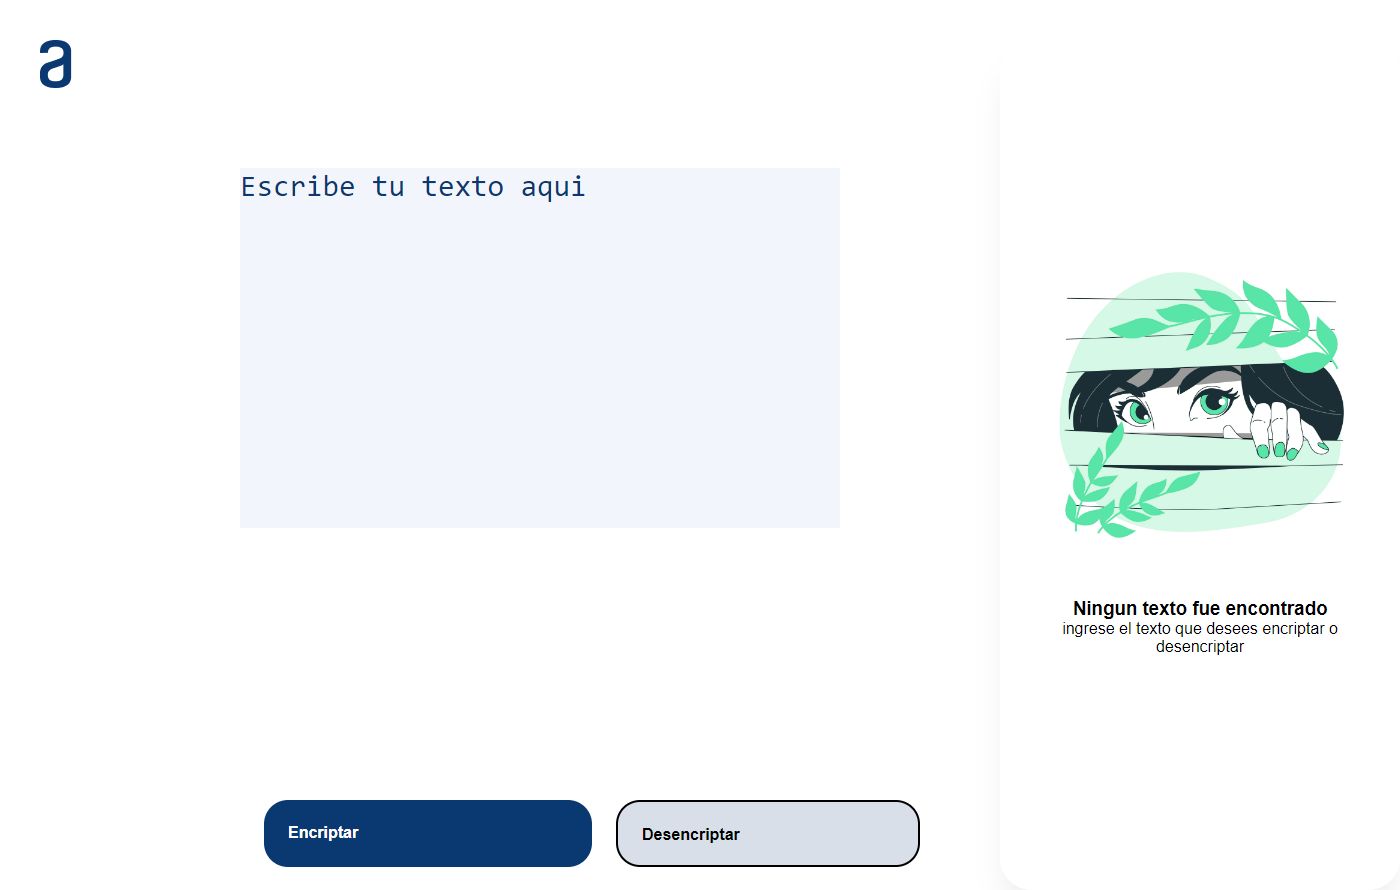 a
Escribe tu texto aqui
Ningun texto fue encontrado
ingrese el texto que desees encriptar o
desencriptar
Encriptar
Desencriptar